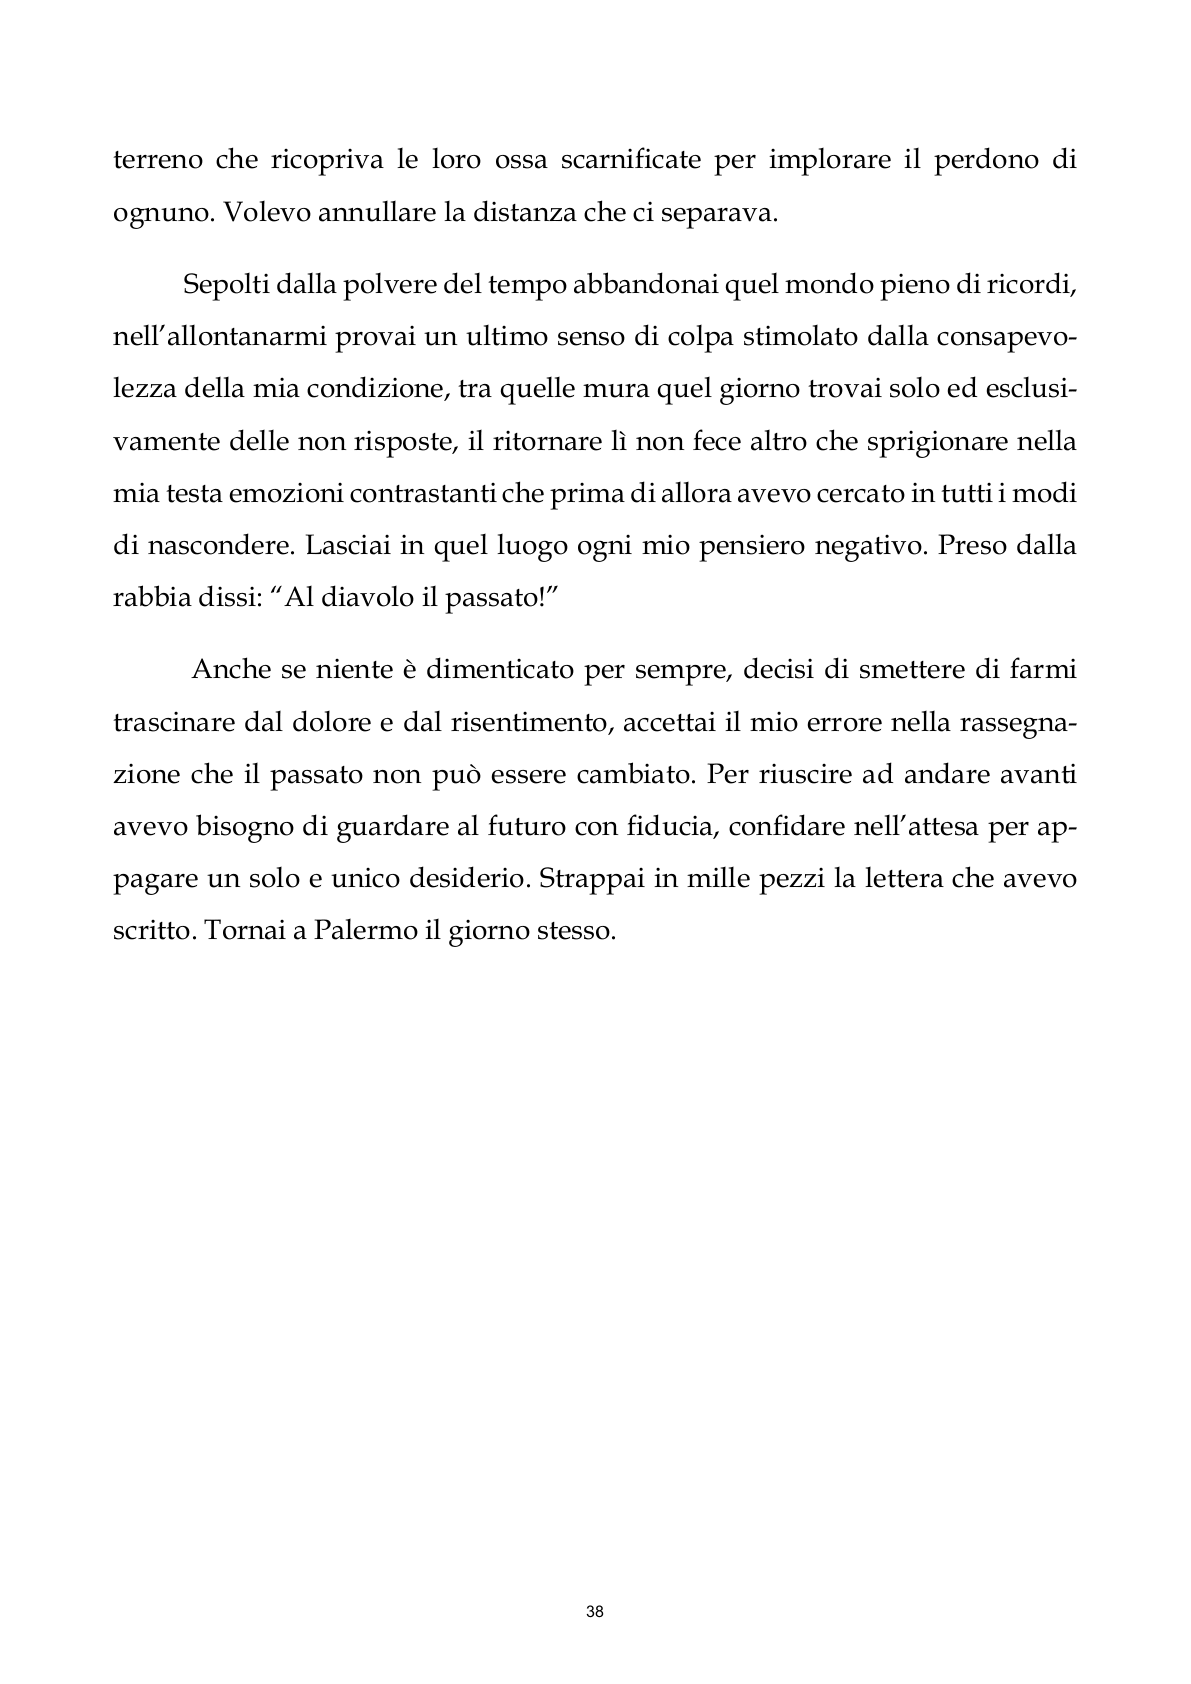 terreno che ricopriva le loro ossa scarnificate per implorare il perdono di
ognuno. Volevo annullare la distanza che ci separava.
Sepolti dalla polvere del tempo abbandonai quel mondo pieno di ricordi,
nell’allontanarmi provai un ultimo senso di colpa stimolato dalla consapevo-
lezza della mia condizione, tra quelle mura quel giorno trovai solo ed esclusi-
vamente delle non risposte, il ritornare lì non fece altro che sprigionare nella
mia testa emozioni contrastanti che prima di allora avevo cercato in tutti i modi
di nascondere. Lasciai in quel luogo ogni mio pensiero negativo. Preso dalla
rabbia dissi: “Al diavolo il passato!”
Anche se niente è dimenticato per sempre, decisi di smettere di farmi
trascinare dal dolore e dal risentimento, accettai il mio errore nella rassegna-
zione che il passato non può essere cambiato. Per riuscire ad andare avanti
avevo bisogno di guardare al futuro con fiducia, confidare nell’attesa per ap-
pagare un solo e unico desiderio. Strappai in mille pezzi la lettera che avevo
scritto. Tornai a Palermo il giorno stesso.
38